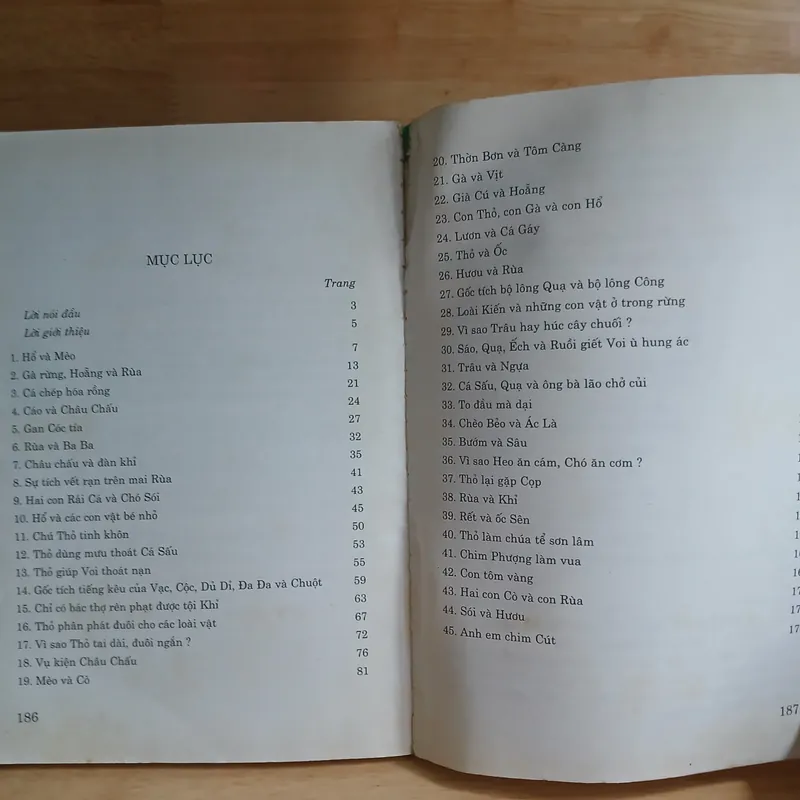 MỤC LỤC
Trang
Lời nói đầu 3
Lời giới thiệu 5
1. Hổ và Mèo 7
2. Gà rừng, Hoẵng và Rùa 13
3. Cá chép hóa rồng 21
4. Cáo và Châu Chấu 24
5. Gan Cóc tía 27
6. Rùa và Ba Ba 32
7. Châu chấu và đàn khỉ 35
8. Sự tích vết rạn trên mai Rùa 41
9. Hai con Rái Cá và Chó Sói 43
10. Hổ và các con vật bé nhỏ 45
11. Chú Thỏ tinh khôn 50
12. Thỏ dùng mưu thoát Cá Sấu 53
13. Thỏ giúp Voi thoát nạn 55
14. Gốc tích tiếng kêu của Vạc, Cộc, Dủ Dỉ, Đa Đa và Chuột 59
15. Chỉ có bác thợ rèn phạt được tội Khỉ 63
16. Thỏ phân phát đuôi cho các loài vật 67
17. Vì sao Thỏ tai dài, đuôi ngắn ? 72
18. Vụ kiện Châu Chấu 76
19. Mèo và Cò 81
186
20. Thờn Bơn và Tôm Càng
21. Gà và Vịt
22. Già Cú và Hoẵng
23. Con Thỏ, con Gà và con Hổ
24. Lươn và Cá Gáy
25. Thỏ và Ốc
26. Hươu và Rùa
27. Gốc tích bộ lông Quạ và bộ lông Công
28. Loài Kiến và những con vật ở trong rừng
29. Vì sao Trâu hay húc cây chuối ?
30. Sáo, Quạ, Ếch và Ruồi giết Voi ù hung ác
31. Trâu và Ngựa
32. Cá Sấu, Quạ và ông bà lão chở củi
33. To đầu mà dại
34. Chèo Bẻo và Ác Là
35. Bướm và Sâu
36. Vì sao Heo ăn cám, Chó ăn cơm ?
37. Thỏ lại gặp Cọp
38. Rùa và Khỉ
39. Rết và ốc Sên
40. Thỏ làm chúa tể sơn lâm
41. Chim Phượng làm vua
42. Con tôm vàng
43. Hai con Cò và con Rùa
44. Sói và Hươu
45. Anh em chim Cút
187